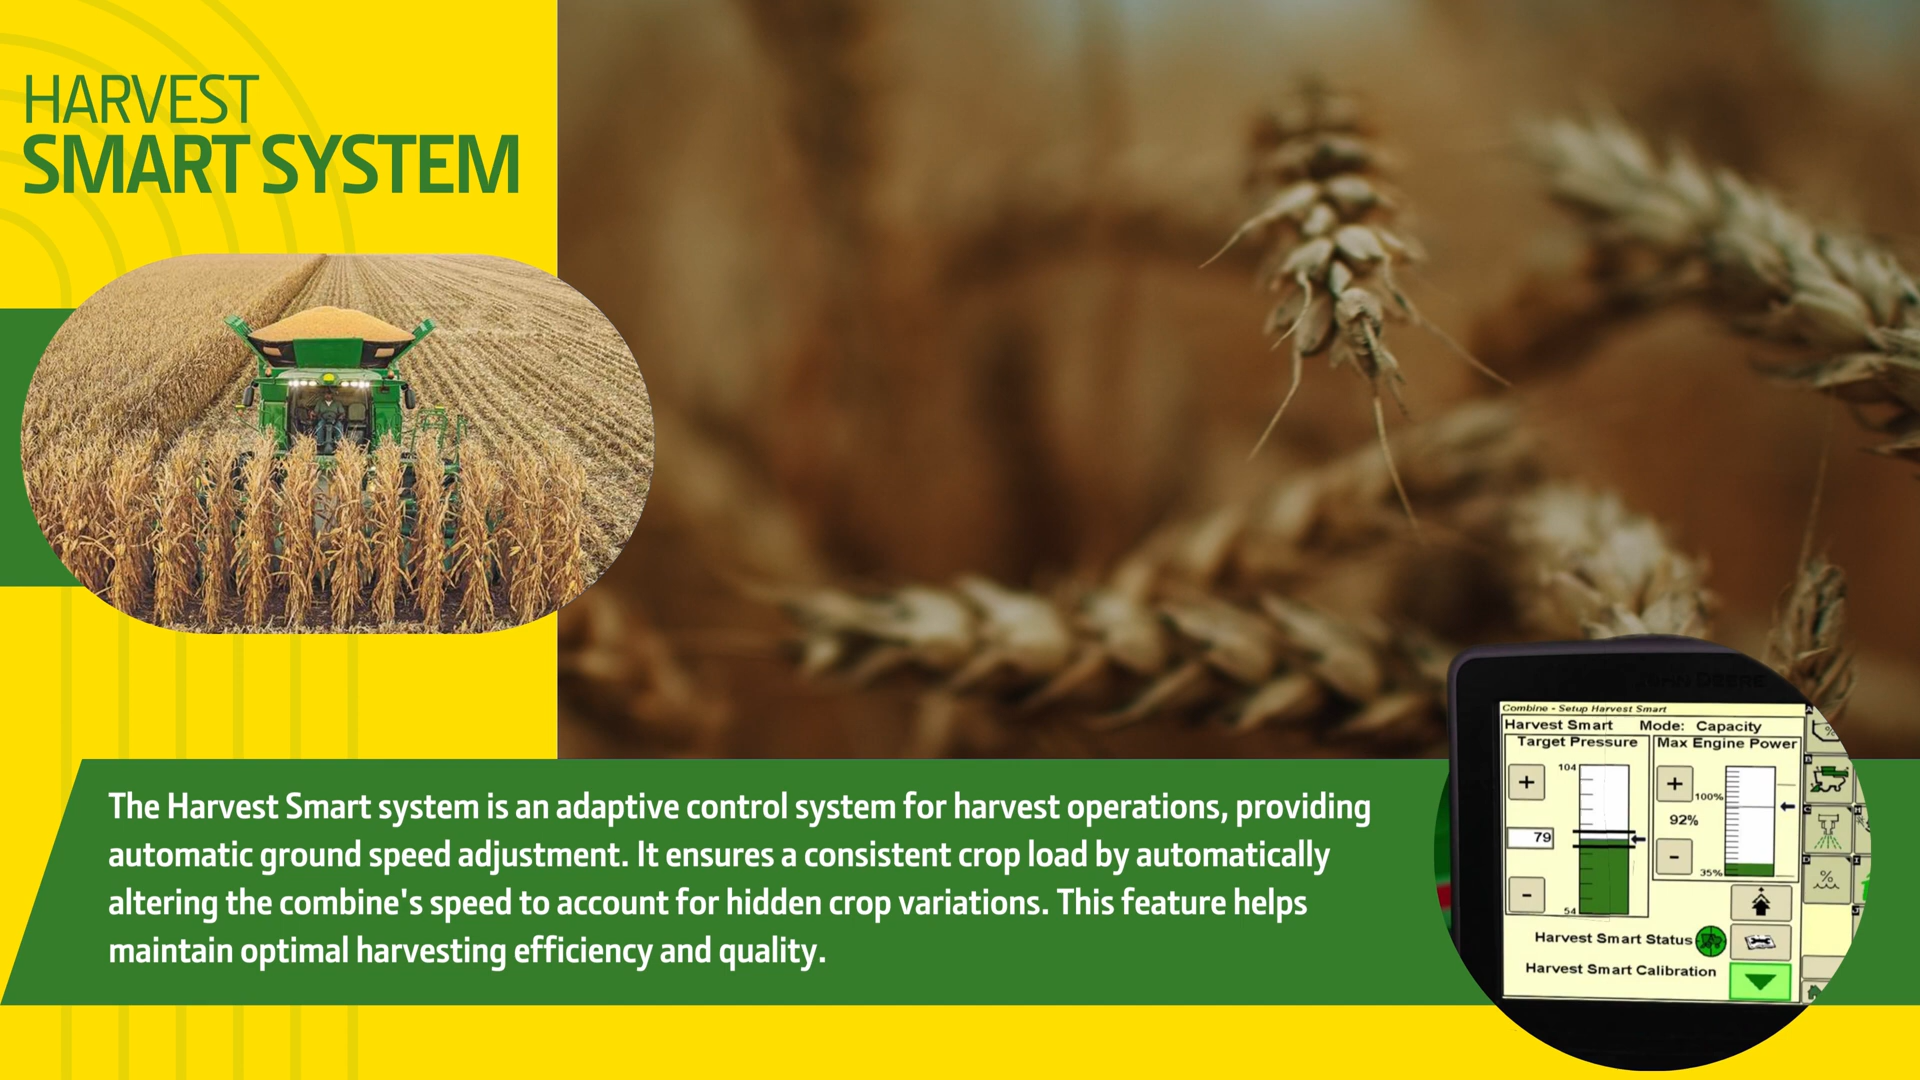 HARVEST
SMART SYSTEM
The Harvest Smart system is an adaptive control system for harvest operations, providing
automatic ground speed adjustment. It ensures a consistent crop load by automatically
altering the combine's speed to account for hidden crop variations. This feature helps
maintain optimal harvesting efficiency and quality.
JOHN DEERE
Combine - Setup Harvest Smart
Harvest Smart Mode: Capacity
Target Pressure
Max Engine Power
+
104
79
-
54
+
100%
92%
-
35%
Harvest Smart Status
Harvest Smart Calibration
A
%
B
C
D
%